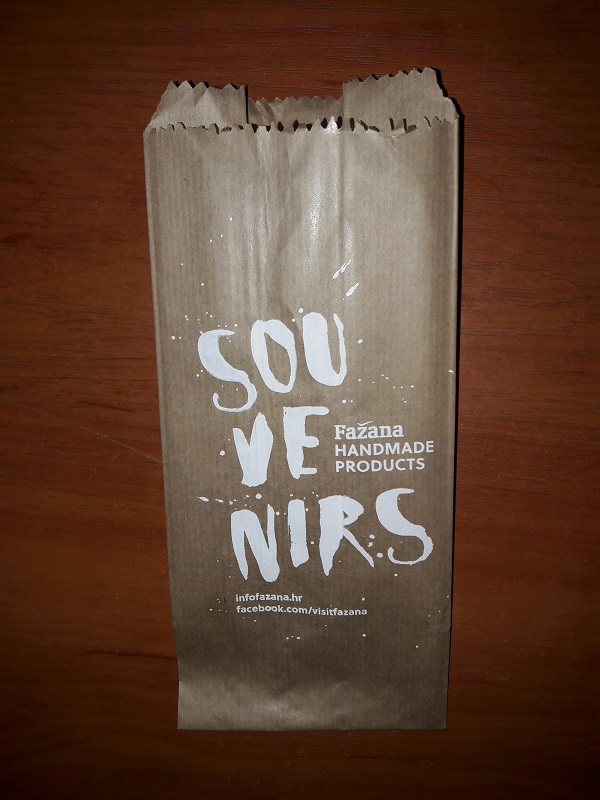 SOU
VE
NIRS
Fažana
HANDMADE
PRODUCTS
infofazana.hr
facebook.com/visitfazana